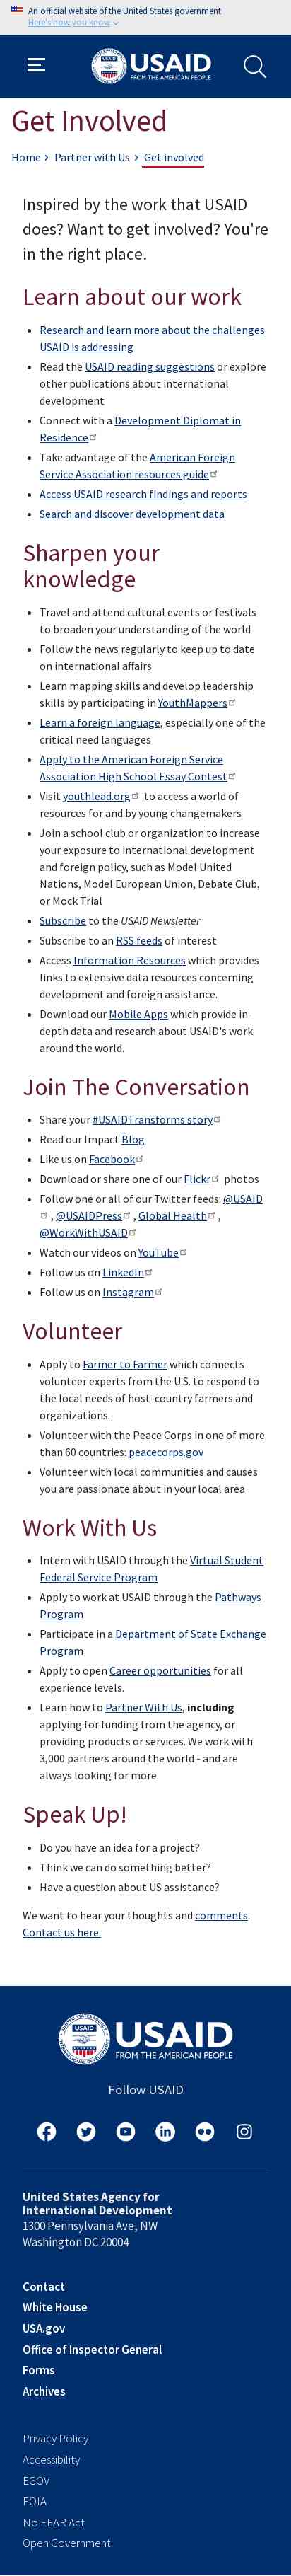 An official website of the United States government
Here's how you know
USAID
FROM THE AMERICAN PEOPLE
Get Involved
Home > Partner with Us > Get involved
Inspired by the work that USAID
does? Want to get involved? You're
in the right place.
Learn about our work
• Research and learn more about the challenges
USAID is addressing
• Read the USAID reading suggestions or explore
other publications about international
development
• Connect with a Development Diplomat in
Residence
• Take advantage of the American Foreign
Service Association resources guide
• Access USAID research findings and reports
• Search and discover development data
Sharpen your
knowledge
• Travel and attend cultural events or festivals
to broaden your understanding of the world
• Follow the news regularly to keep up to date
on international affairs
• Learn mapping skills and develop leadership
skills by participating in YouthMappers
• Learn a foreign language, especially one of the
critical need languages
• Apply to the American Foreign Service
Association High School Essay Contest
• Visit youthlead.org to access a world of
resources for and by young changemakers
• Join a school club or organization to increase
your exposure to international development
and foreign policy, such as Model United
Nations, Model European Union, Debate Club,
or Mock Trial
• Subscribe to the USAID Newsletter
• Subscribe to an RSS feeds of interest
• Access Information Resources which provides
links to extensive data resources concerning
development and foreign assistance.
• Download our Mobile Apps which provide in-
depth data and research about USAID's work
around the world.
Join The Conversation
• Share your #USAIDTransforms story
• Read our Impact Blog
• Like us on Facebook
• Download or share one of our Flickr photos
• Follow one or all of our Twitter feeds: @USAID
, @USAIDPress , Global Health ,
@WorkWithUSAID
• Watch our videos on YouTube
• Follow us on LinkedIn
• Follow us on Instagram
Volunteer
• Apply to Farmer to Farmer which connects
volunteer experts from the U.S. to respond to
the local needs of host-country farmers and
organizations.
• Volunteer with the Peace Corps in one of more
than 60 countries: peacecorps.gov
• Volunteer with local communities and causes
you are passionate about in your local area
Work With Us
• Intern with USAID through the Virtual Student
Federal Service Program
• Apply to work at USAID through the Pathways
Program
• Participate in a Department of State Exchange
Program
• Apply to open Career opportunities for all
experience levels.
• Learn how to Partner With Us, including
applying for funding from the agency, or
providing products or services. We work with
3,000 partners around the world - and are
always looking for more.
Speak Up!
• Do you have an idea for a project?
• Think we can do something better?
• Have a question about US assistance?
We want to hear your thoughts and comments.
Contact us here.
USAID
FROM THE AMERICAN PEOPLE
Follow USAID
United States Agency for
International Development
1300 Pennsylvania Ave, NW
Washington DC 20004
Contact
White House
USA.gov
Office of Inspector General
Forms
Archives
Privacy Policy
Accessibility
EGOV
FOIA
No FEAR Act
Open Government